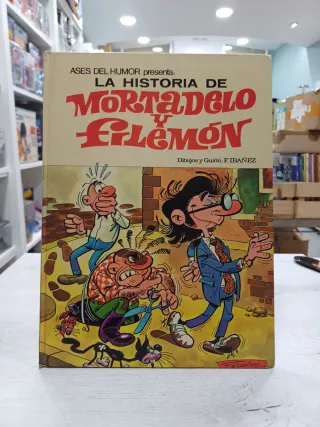 ASES DEL HUMOR presenta.
LA HISTORIA DE
MORTADELO
Y
FILEMÓN
Dibujos y Guión: F. IBAÑEZ